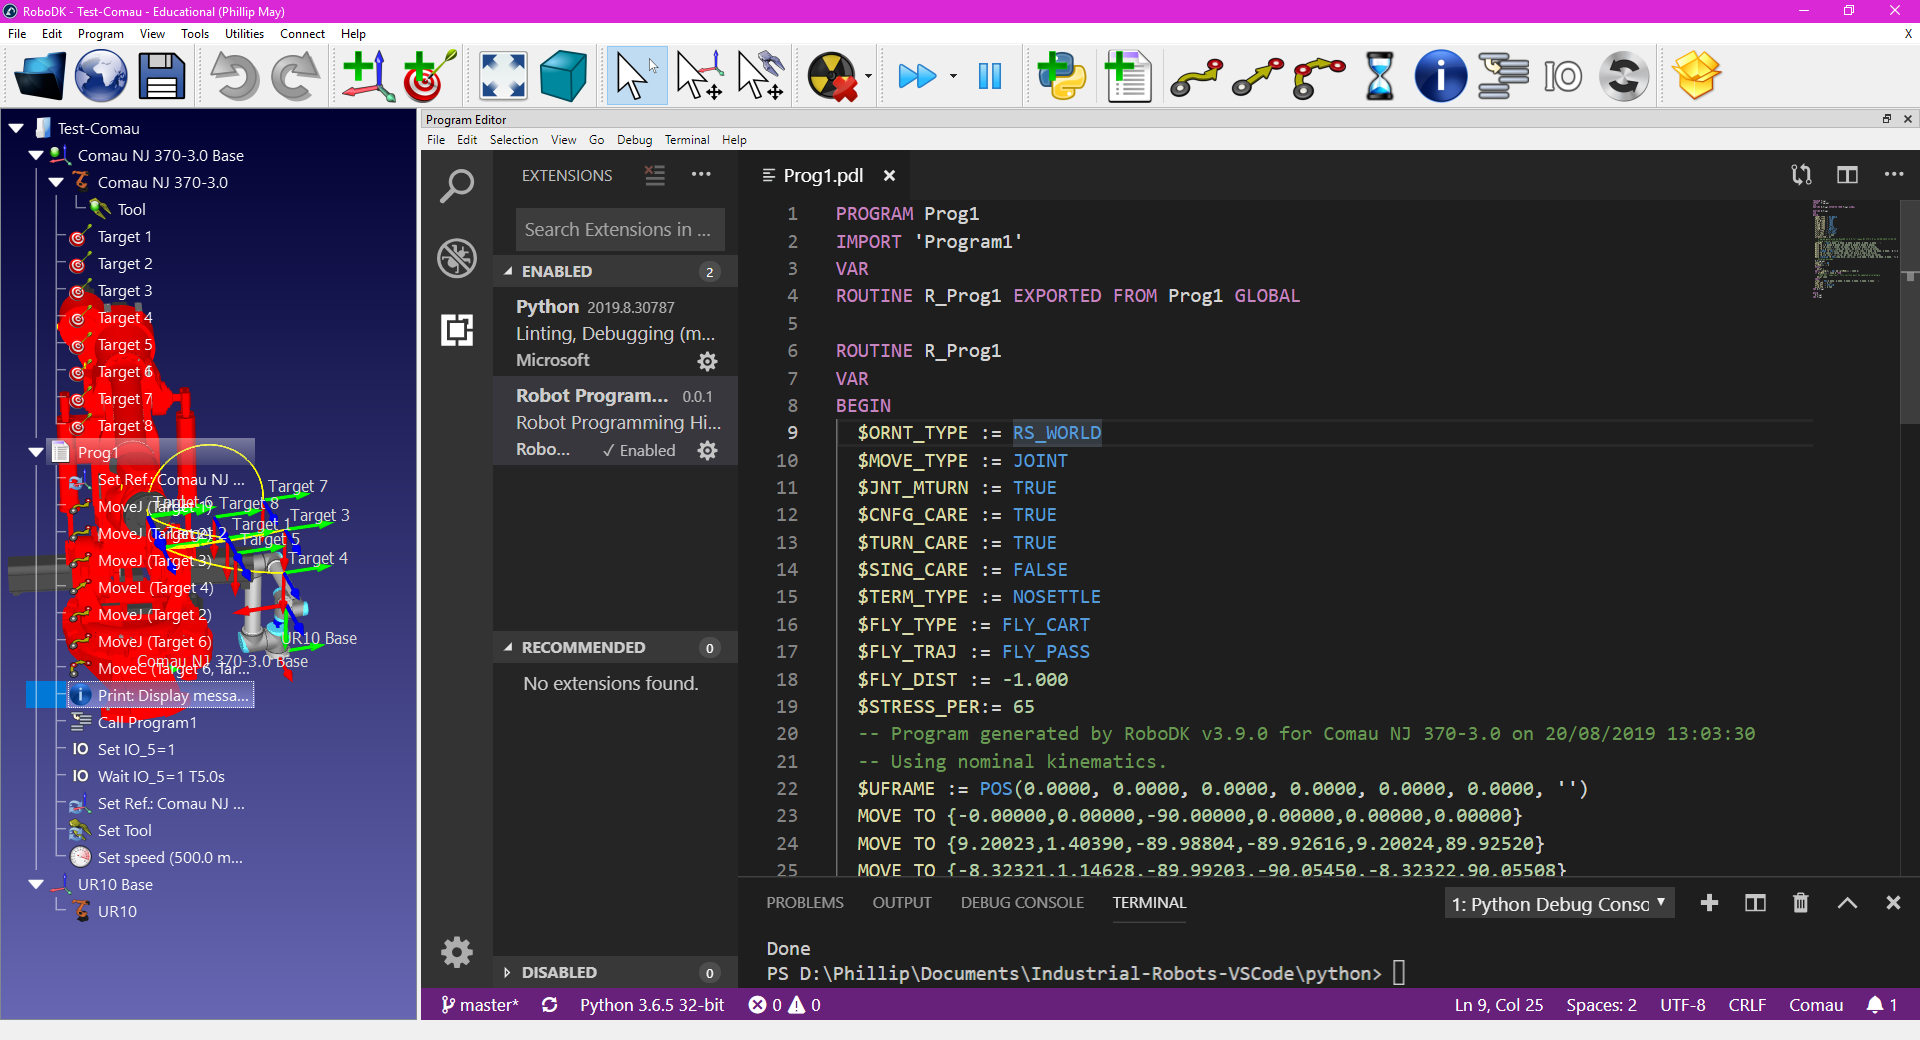 RoboDK - Test-Comau - Educational (Phillip May)
File Edit Program View Tools Utilities Connect Help
X
IO
Test-Comau
Comau NJ 370-3.0 Base
Comau NJ 370-3.0
Tool
Target 1
Target 2
Target 3
Target 4
Target 5
Target 6
Target 7
Target 8
Prog1
Set Ref.: Comau NJ ...
MoveJ (Target 1)
MoveJ (Target 2)
MoveJ (Target 3)
MoveL (Target 4)
MoveJ (Target 2)
MoveJ (Target 6)
MoveC (Target 6, Tar...
Print: Display messa...
Call Program1
IO Set IO_5=1
IO Wait IO_5=1 T5.0s
Set Ref.: Comau NJ ...
Set Tool
Set speed (500.0 m...
UR10 Base
UR10
Target 7
Target 6
Target 8
Target 3
Target 1
Target 2
Target 5
Target 4
UR10 Base
Comau NJ 370-3.0 Base
Program Editor
File Edit Selection View Go Debug Terminal Help
EXTENSIONS
Search Extensions in ...
ENABLED 2
Python 2019.8.30787
Linting, Debugging (m...
Microsoft
Robot Program... 0.0.1
Robot Programming Hi...
Robo... ✓ Enabled
RECOMMENDED 0
No extensions found.
DISABLED 0
Prog1.pdl
1 PROGRAM Prog1
2 IMPORT 'Program1'
3 VAR
4 ROUTINE R_Prog1 EXPORTED FROM Prog1 GLOBAL
5
6 ROUTINE R_Prog1
7 VAR
8 BEGIN
9 $ORNT_TYPE := RS_WORLD
10 $MOVE_TYPE := JOINT
11 $JNT_MTURN := TRUE
12 $CNFG_CARE := TRUE
13 $TURN_CARE := TRUE
14 $SING_CARE := FALSE
15 $TERM_TYPE := NOSETTLE
16 $FLY_TYPE := FLY_CART
17 $FLY_TRAJ := FLY_PASS
18 $FLY_DIST := -1.000
19 $STRESS_PER:= 65
20 -- Program generated by RoboDK v3.9.0 for Comau NJ 370-3.0 on 20/08/2019 13:03:30
21 -- Using nominal kinematics.
22 $UFRAME := POS(0.0000, 0.0000, 0.0000, 0.0000, 0.0000, 0.0000, '')
23 MOVE TO {-0.00000,0.00000,-90.00000,0.00000,0.00000,0.00000}
24 MOVE TO {9.20023,1.40390,-89.98804,-89.92616,9.20024,89.92520}
25 MOVE TO {-8.32321,1.14628,-89.99203,-90.05450,-8.32322,90.05508}
PROBLEMS OUTPUT DEBUG CONSOLE TERMINAL
1: Python Debug Conso
Done
PS D:\Phillip\Documents\Industrial-Robots-VSCode\python>
master* Python 3.6.5 32-bit 0 0
Ln 9, Col 25 Spaces: 2 UTF-8 CRLF Comau 1